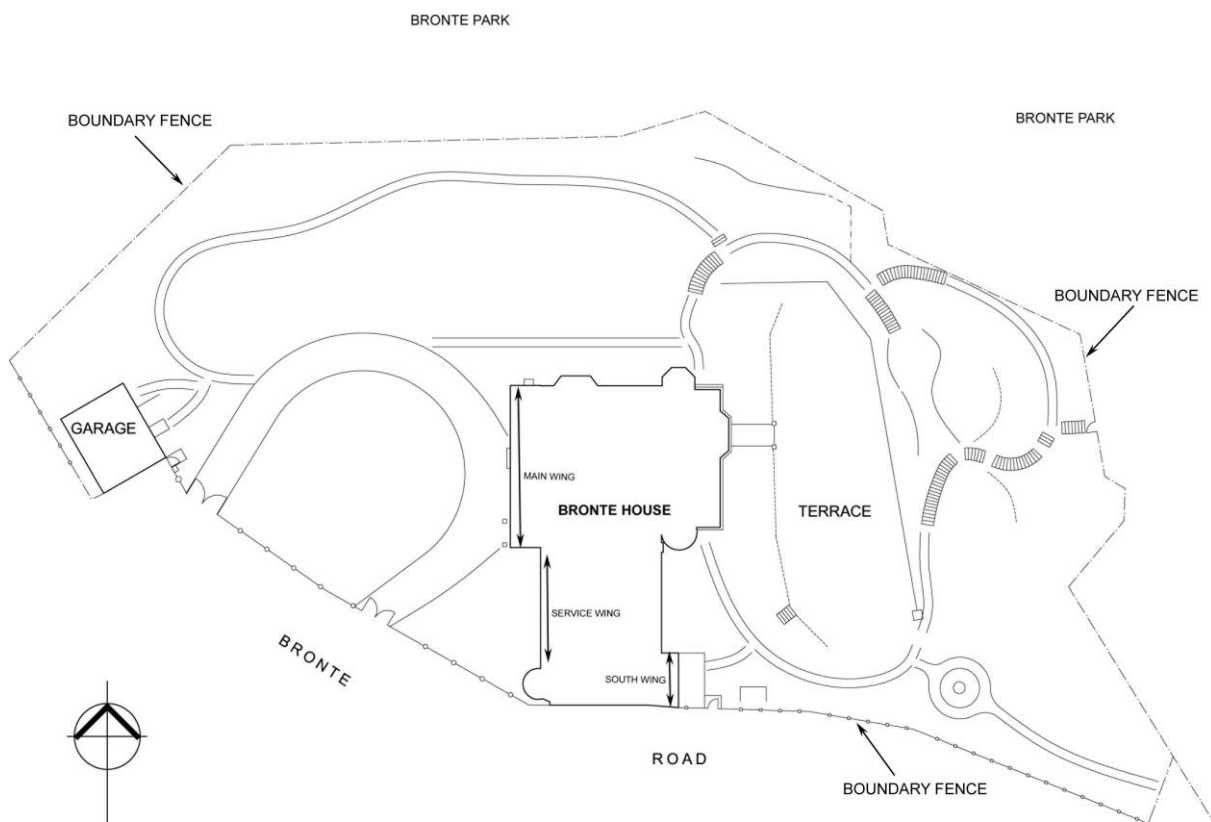 BRONTE PARK
BOUNDARY FENCE
BRONTE PARK
BOUNDARY FENCE
GARAGE
MAIN WING
BRONTE HOUSE
TERRACE
SERVICE WING
BRONTE
SOUTH WING
ROAD
BOUNDARY FENCE